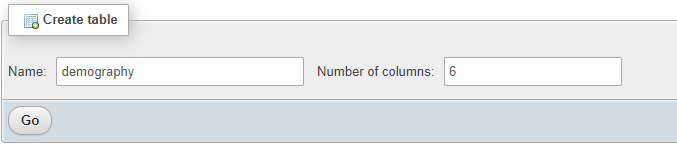 Create table
Name: demography Number of columns: 6
Go